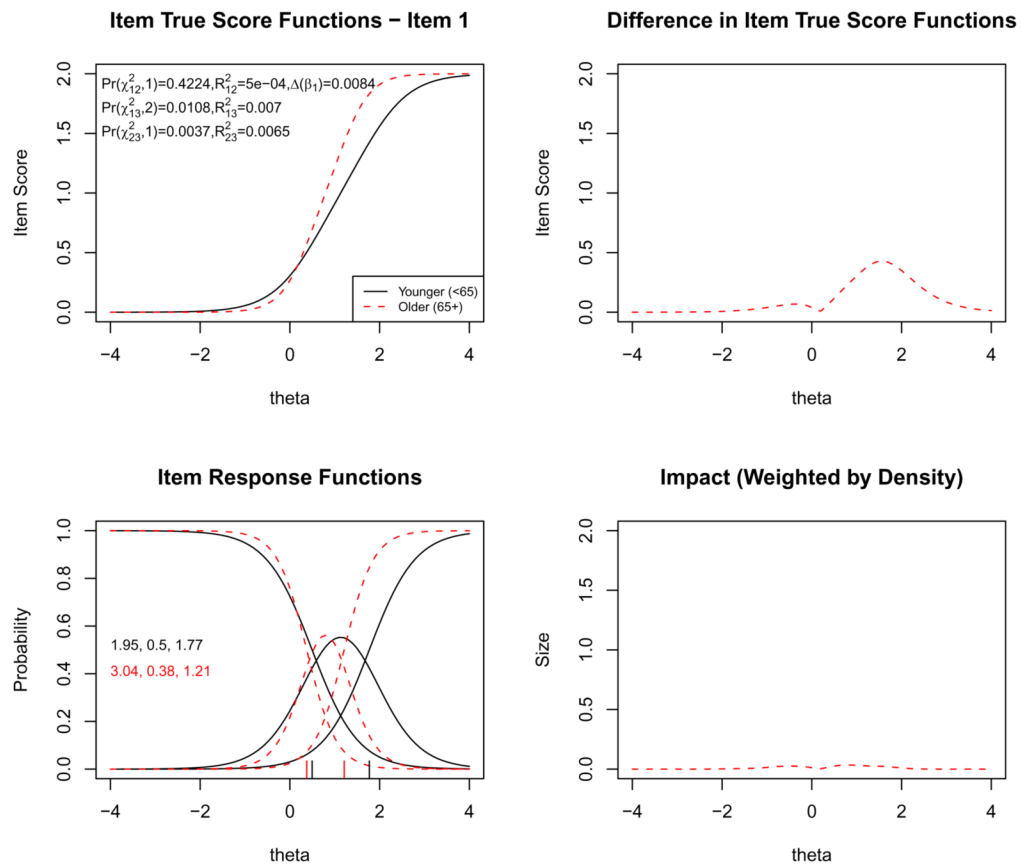 Item True Score Functions − Item 1
Pr(χ²₁₂,1)=0.4224,R²₁₂=5e−04,Δ(β₁)=0.0084
Pr(χ²₁₃,2)=0.0108,R²₁₃=0.007
Pr(χ²₂₃,1)=0.0037,R²₂₃=0.0065
Item Score
2.0
1.5
1.0
0.5
0.0
Younger (<65)
Older (65+)
−4 −2 0 2 4
theta
Difference in Item True Score Functions
Item Score
2.0
1.5
1.0
0.5
0.0
−4 −2 0 2 4
theta
Item Response Functions
Probability
1.0
0.8
0.6
0.4
0.2
0.0
1.95, 0.5, 1.77
3.04, 0.38, 1.21
−4 −2 0 2 4
theta
Impact (Weighted by Density)
Size
2.0
1.5
1.0
0.5
0.0
−4 −2 0 2 4
theta